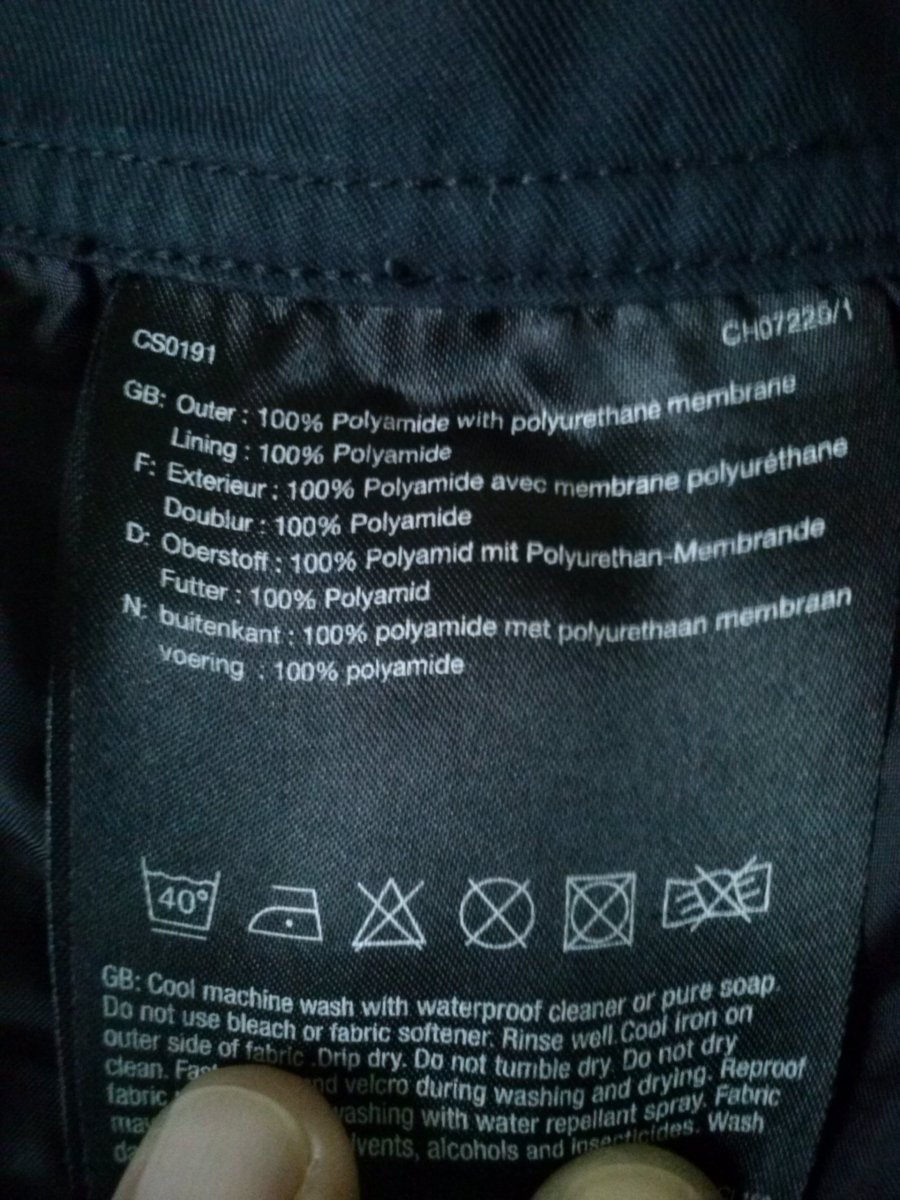 CS0191 CH07226/1
GB: Outer : 100% Polyamide with polyurethane membrane
Lining : 100% Polyamide
F: Exterieur : 100% Polyamide avec membrane polyuréthane
Doublur : 100% Polyamide
D: Oberstoff : 100% Polyamid mit Polyurethan-Membrande
Futter : 100% Polyamid
N: buitenkant : 100% polyamide met polyurethaan membraan
voering : 100% polyamide
40°
GB: Cool machine wash with waterproof cleaner or pure soap.
Do not use bleach or fabric softener. Rinse well. Cool iron on
outer side of fabric .Drip dry. Do not tumble dry. Do not dry
clean. and velcro during washing and drying. Reproof
fabric washing with water repellant spray. Fabric
may solvents, alcohols and insecticides. Wash